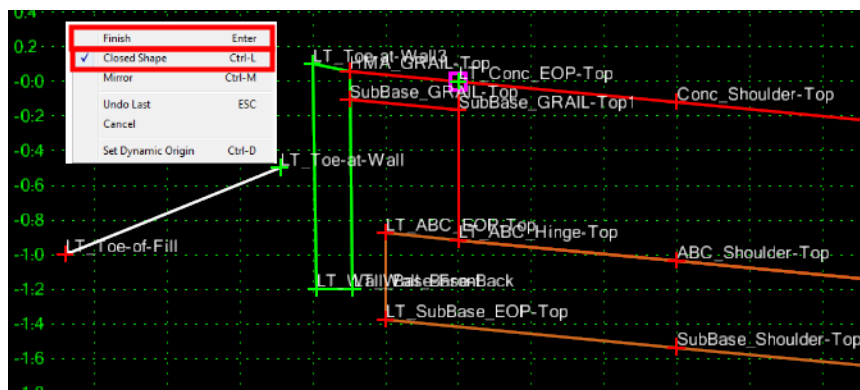 0.4
Finish Enter
Closed Shape Ctrl-L
Mirror Ctrl-M
Undo Last ESC
Cancel
Set Dynamic Origin Ctrl-D
0.2
-0.0
-0.2
-0.4
-0.6
-0.8
-1.0
-1.2
-1.4
-1.6
-1.8
LT_Toe-at-Wall3
HMA_GRAIL-Top
LT_Conc_EOP-Top
SubBase_GRAIL-Top
SubBase_GRAIL-Top1
Conc_Shoulder-Top
LT_Toe-at-Wall
LT_Toe-of-Fill
LT_ABC_EOP-Top
LT_ABC_Hinge-Top
ABC_Shoulder-Top
LT_SubBase_EOP-Top
SubBase_Shoulder-Top